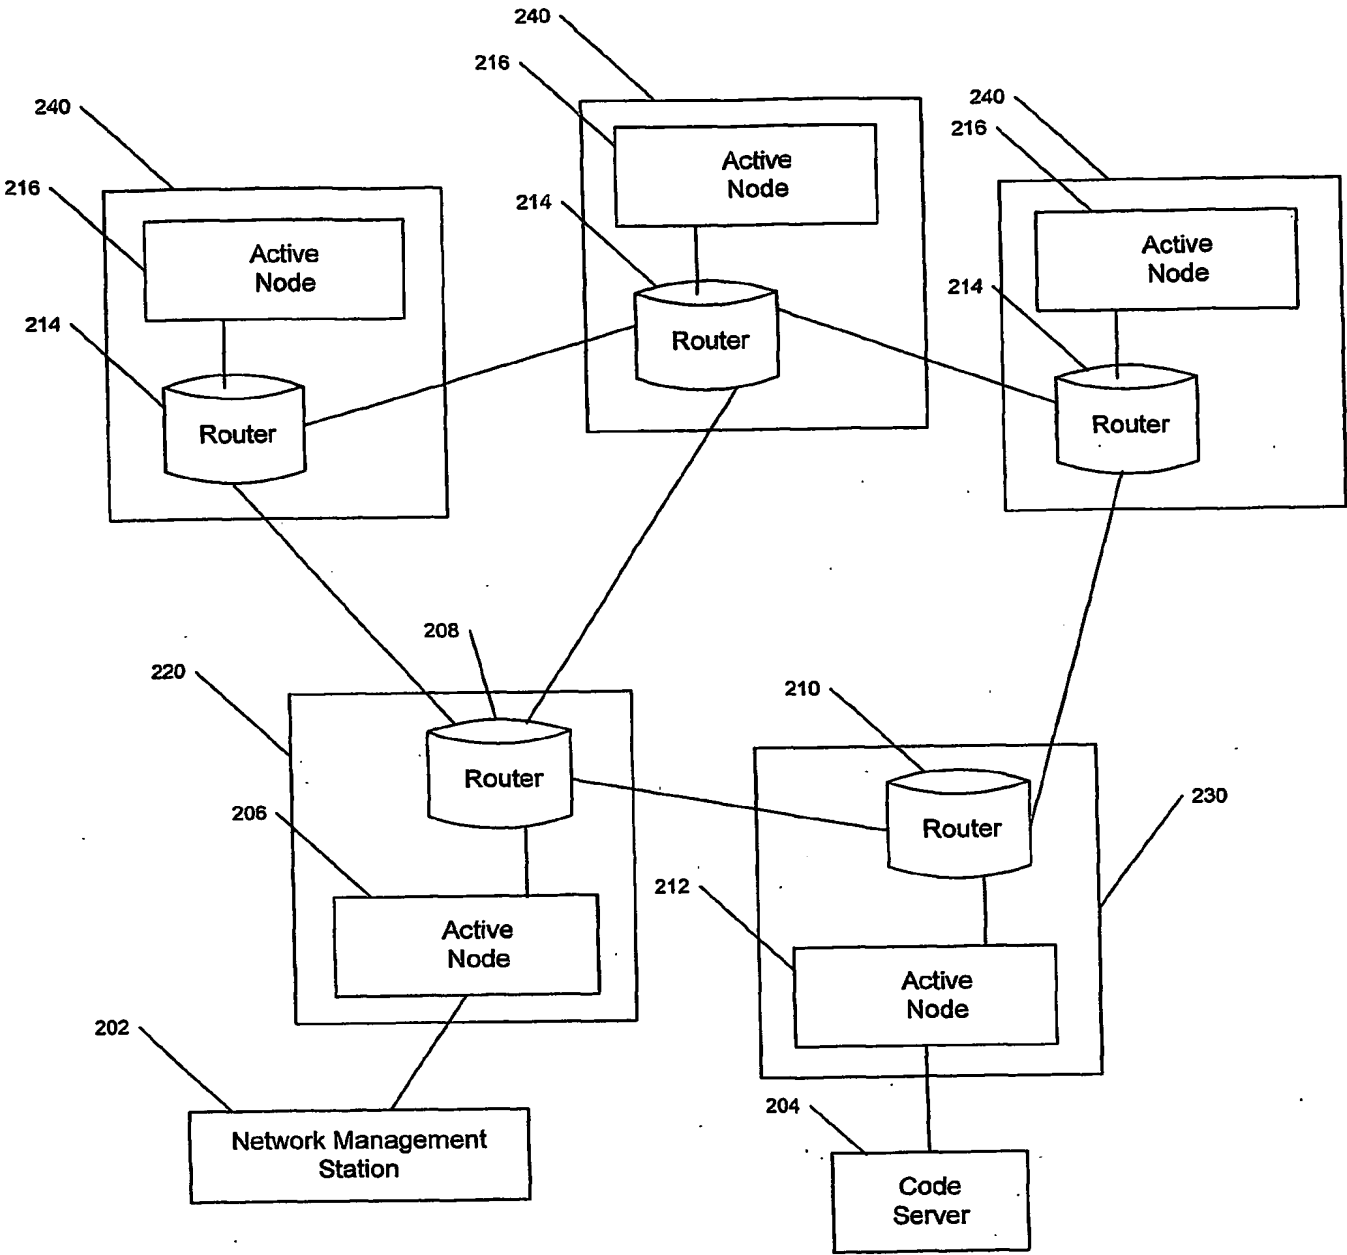 240
216
Active
Node
214
Router
240
216
Active
Node
214
Router
240
216
Active
Node
214
Router
208
220
Router
206
Active
Node
202
Network Management
Station
210
Router
230
212
Active
Node
204
Code
Server